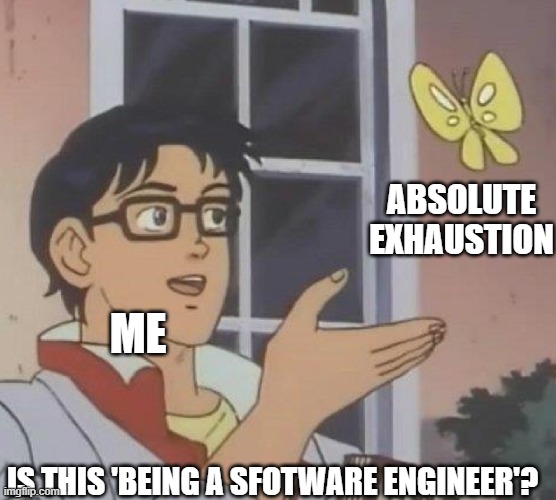 ABSOLUTE
EXHAUSTION
ME
IS THIS 'BEING A SFOTWARE ENGINEER'?
imgflip.com